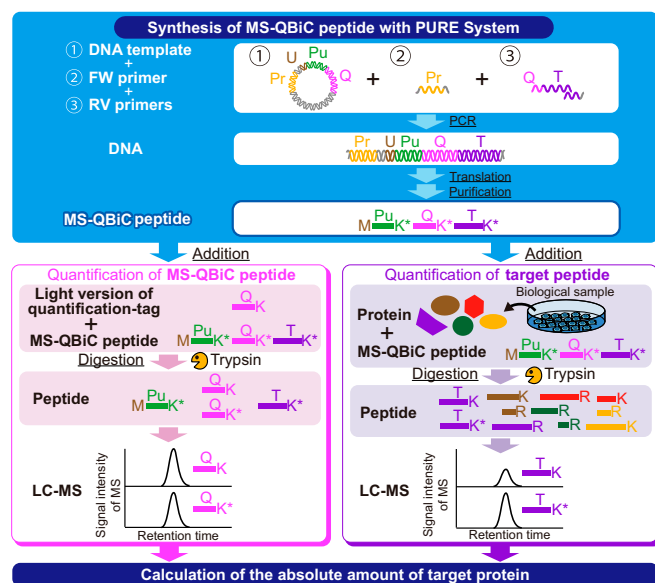 Synthesis of MS-QBiC peptide with PURE System
① DNA template
+
② FW primer
+
③ RV primers
① U Pu Pr Q
+
② Pr
+
③ Q T
PCR
DNA
Pr U Pu Q T
Translation
Purification
MS-QBiC peptide
Pu Q T
M K* K* K*
Addition
Addition
Quantification of MS-QBiC peptide
Light version of
quantification-tag
+
MS-QBiC peptide
Q
K
Pu Q T
M K* K* K*
Digestion
Trypsin
Peptide
Q
K
Pu Q T
M K* K* K*
LC-MS
Signal intensity
of MS
Q
K
Q
K*
Retention time
Quantification of target peptide
Biological sample
Protein
+
MS-QBiC peptide
Pu Q T
M K* K* K*
Digestion
Trypsin
Peptide
T
K K R K
T
K* R R R
R R K
LC-MS
Signal intensity
of MS
T
K
T
K*
Retention time
Calculation of the absolute amount of target protein